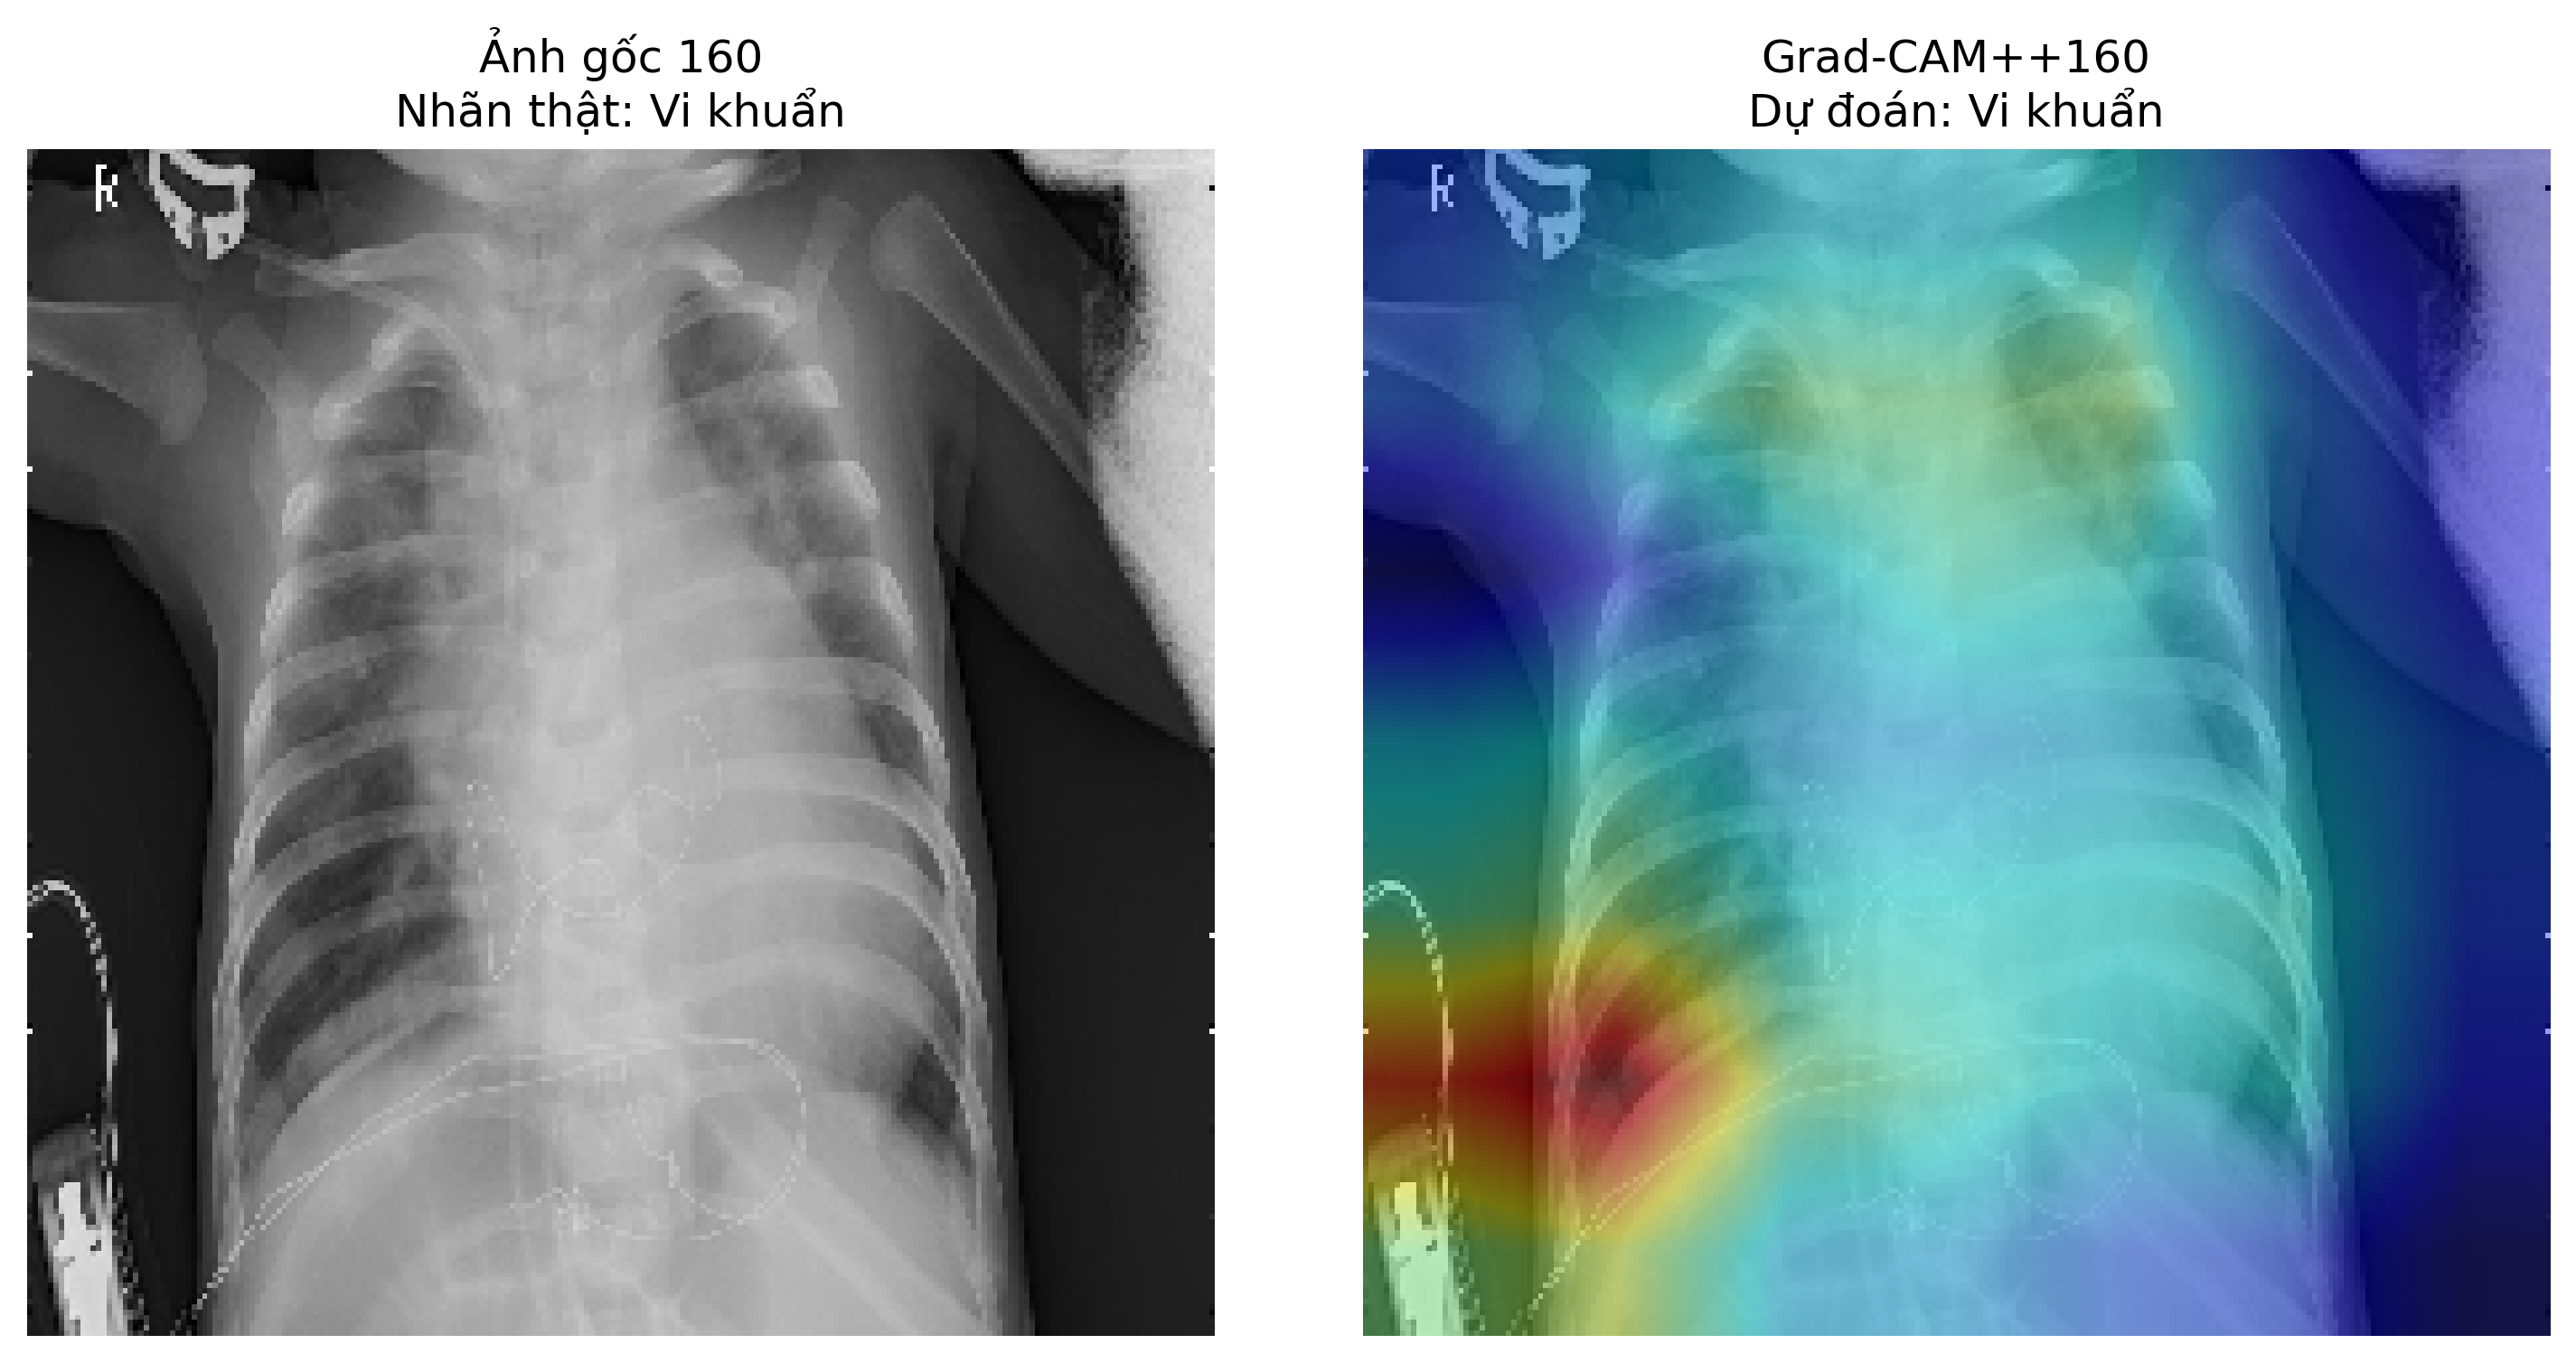 Ảnh gốc 160
Nhãn thật: Vi khuẩn
Grad-CAM++160
Dự đoán: Vi khuẩn
R